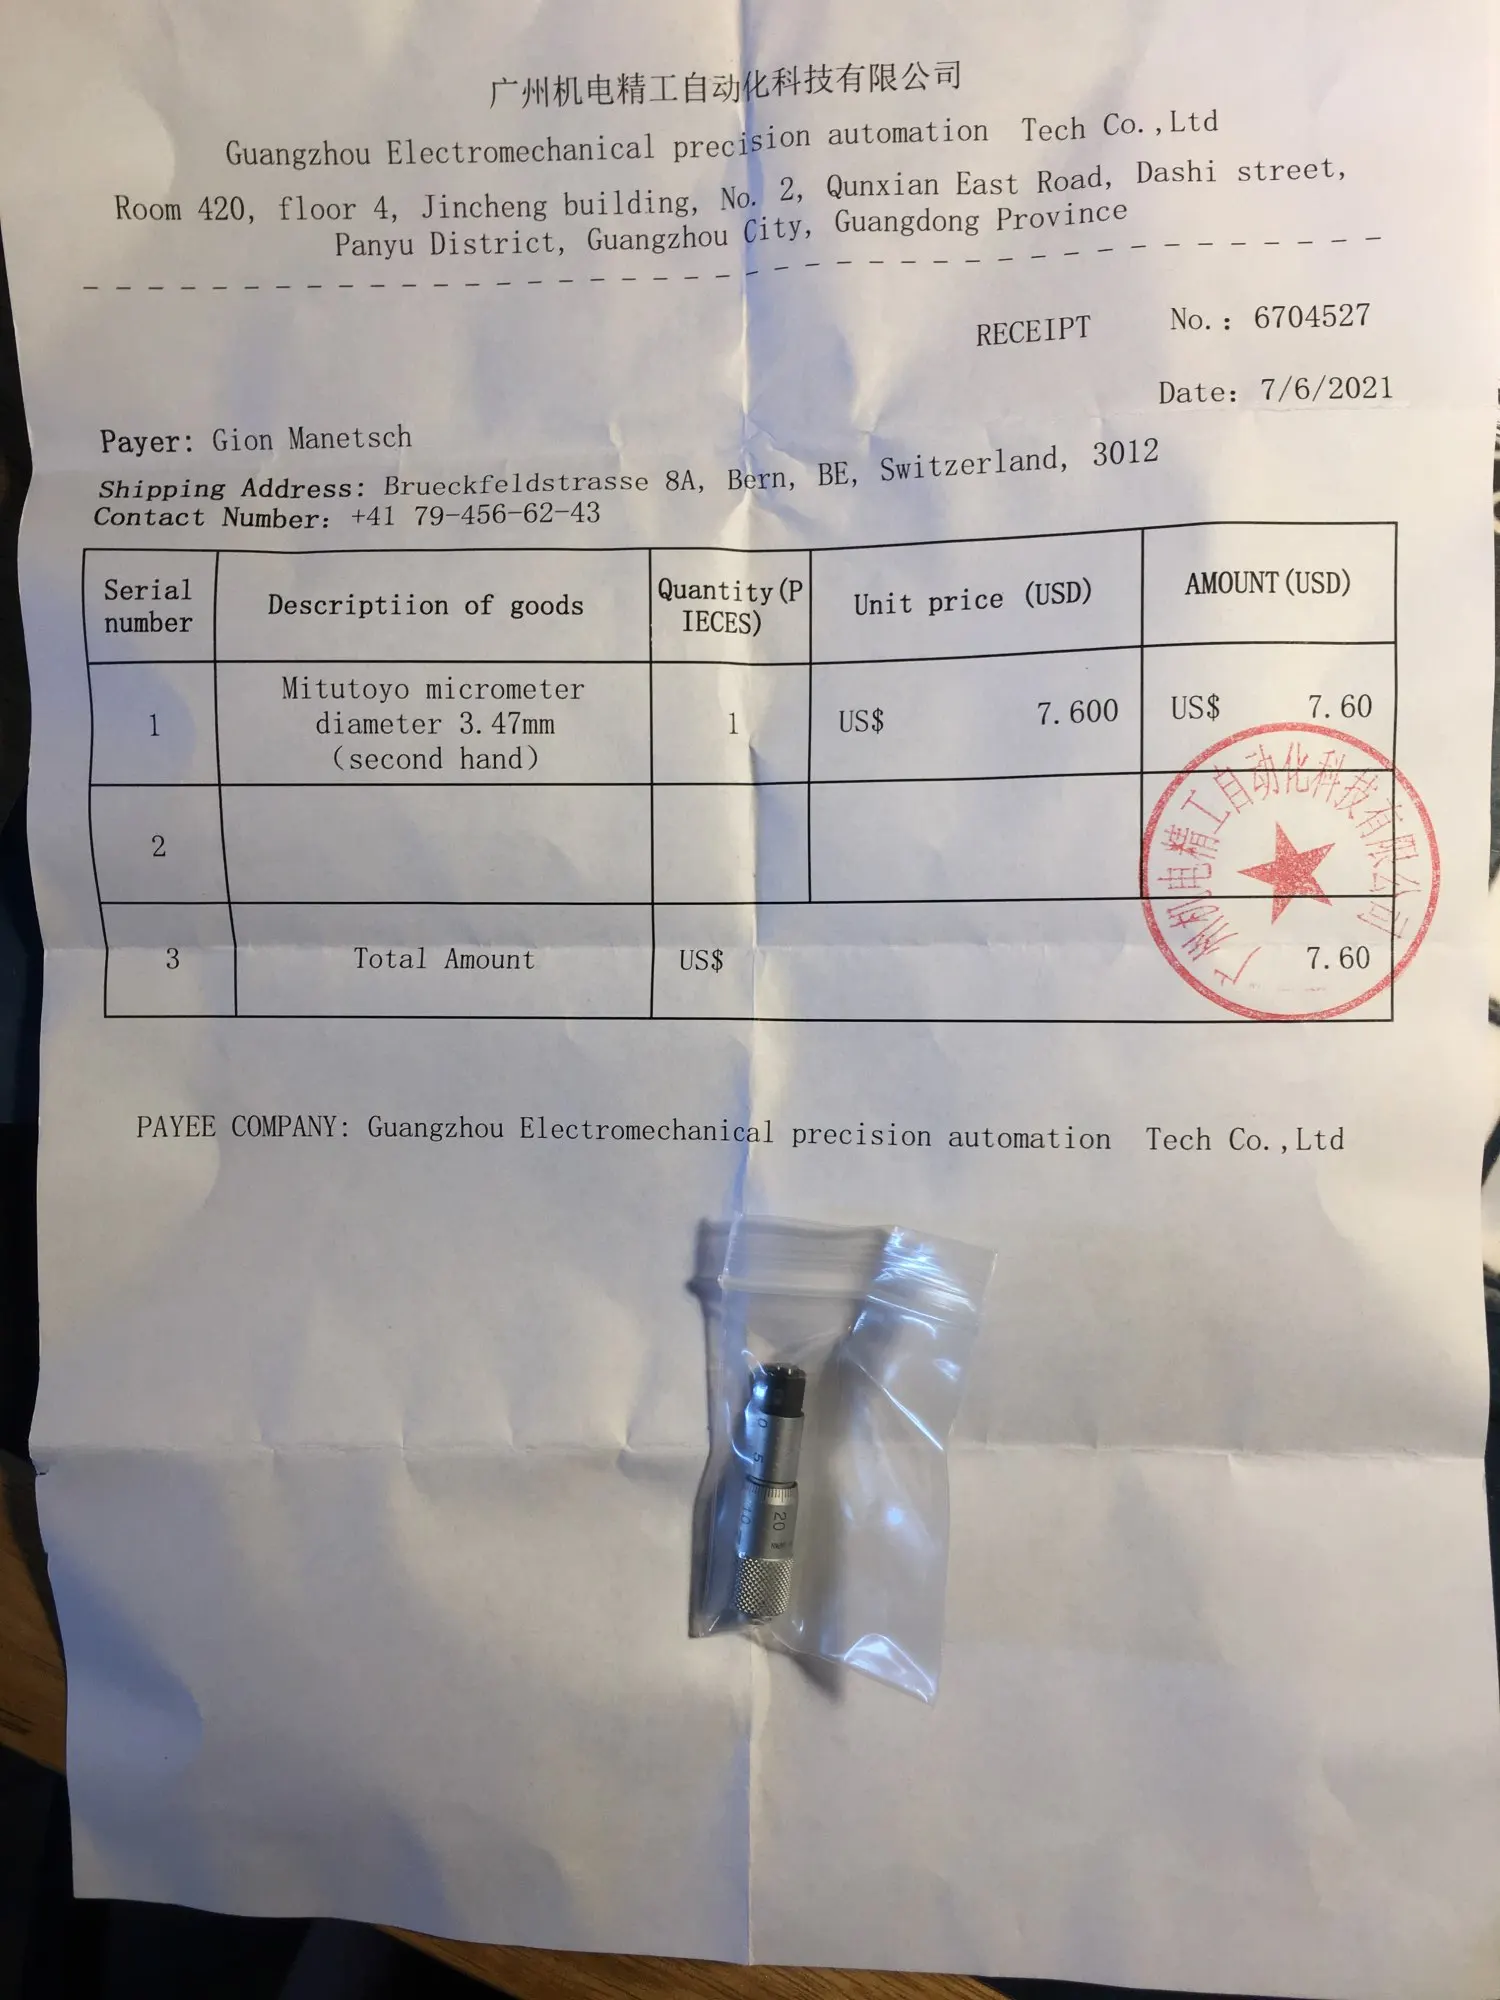 广州机电精工自动化科技有限公司
Guangzhou Electromechanical precision automation Tech Co.,Ltd
Room 420, floor 4, Jincheng building, No. 2, Qunxian East Road, Dashi street,
Panyu District, Guangzhou City, Guangdong Province
RECEIPT No.: 6704527
Date: 7/6/2021
Payer: Gion Manetsch
Shipping Address: Brueckfeldstrasse 8A, Bern, BE, Switzerland, 3012
Contact Number: +41 79-456-62-43
Serial number Descriptiion of goods Quantity(PIECES) Unit price (USD) AMOUNT(USD)
1 Mitutoyo micrometer diameter 3.47mm (second hand) 1 US$ 7.600 US$ 7.60
2
3 Total Amount US$ 7.60
广州机电精工自动化科技有限公司
PAYEE COMPANY: Guangzhou Electromechanical precision automation Tech Co.,Ltd
0
5
10
20